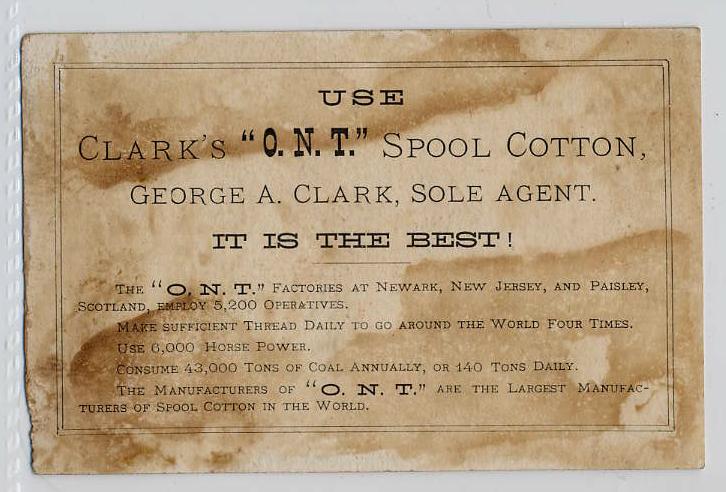 USE
CLARK'S "O. N. T." SPOOL COTTON,
GEORGE A. CLARK, SOLE AGENT.
IT IS THE BEST!
THE "O. N. T." FACTORIES AT NEWARK, NEW JERSEY, AND PAISLEY,
SCOTLAND, EMPLOY 5,200 OPERATIVES.
MAKE SUFFICIENT THREAD DAILY TO GO AROUND THE WORLD FOUR TIMES.
USE 6,000 HORSE POWER.
CONSUME 43,000 TONS OF COAL ANNUALLY, OR 140 TONS DAILY.
THE MANUFACTURERS OF "O. N. T." ARE THE LARGEST MANUFAC-
TURERS OF SPOOL COTTON IN THE WORLD.